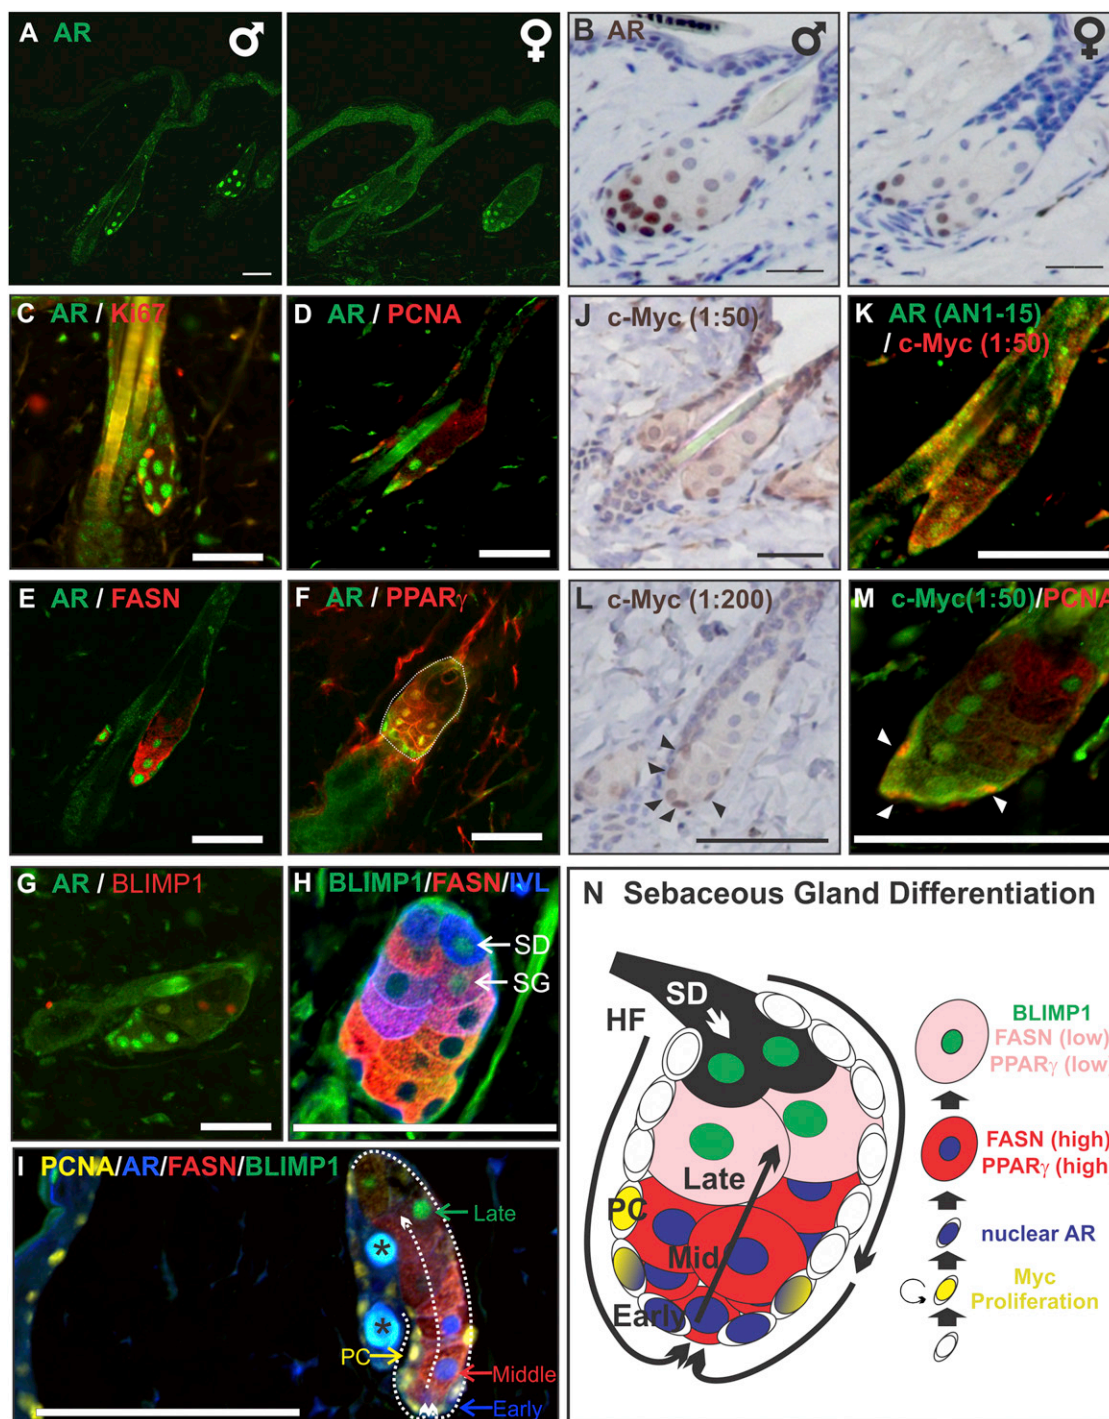 A AR ♂
♀
B AR ♂
♀
C AR / Ki67
D AR / PCNA
J c-Myc (1:50)
K AR (AN1-15)
/ c-Myc (1:50)
E AR / FASN
F AR / PPARγ
L c-Myc (1:200)
M c-Myc(1:50)/PCNA
G AR / BLIMP1
H BLIMP1/FASN/IVL
SD
SG
I PCNA/AR/FASN/BLIMP1
Late
*
*
PC
Middle
Early
N Sebaceous Gland Differentiation
SD
HF
Late
PC
Mid
Early
BLIMP1
FASN (low)
PPARγ (low)
FASN (high)
PPARγ (high)
nuclear AR
Myc
Proliferation